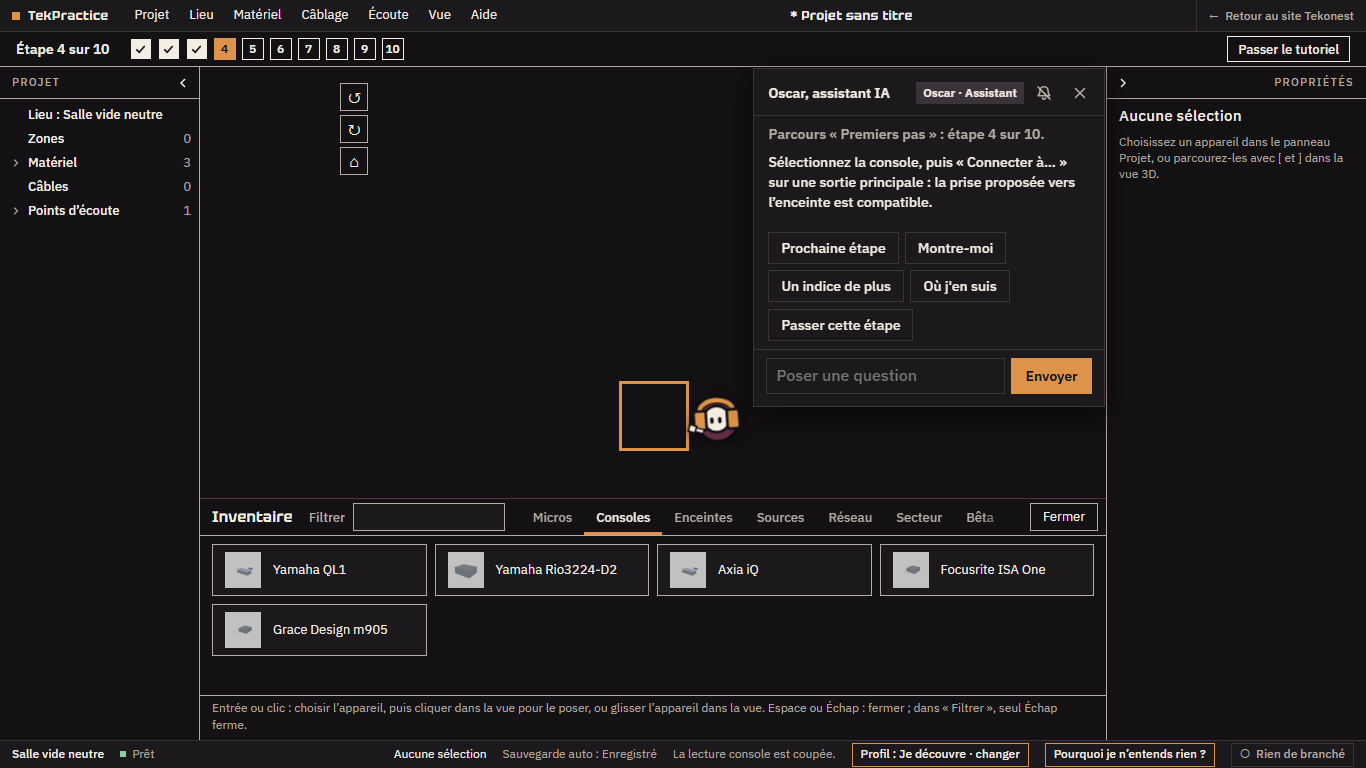 TekPractice
Projet Lieu Matériel Câblage Écoute Vue Aide
* Projet sans titre
← Retour au site Tekonest
Étape 4 sur 10
4 5 6 7 8 9 10
Passer le tutoriel
PROJET
Lieu : Salle vide neutre
Zones 0
Matériel 3
Câbles 0
Points d'écoute 1
Oscar, assistant IA
Oscar · Assistant
Parcours « Premiers pas » : étape 4 sur 10.
Sélectionnez la console, puis « Connecter à… »
sur une sortie principale : la prise proposée vers
l'enceinte est compatible.
Prochaine étape
Montre-moi
Un indice de plus
Où j'en suis
Passer cette étape
Poser une question
Envoyer
PROPRIÉTÉS
Aucune sélection
Choisissez un appareil dans le panneau
Projet, ou parcourez-les avec [ et ] dans la
vue 3D.
Inventaire
Filtrer
Micros Consoles Enceintes Sources Réseau Secteur Bêta
Fermer
Yamaha QL1
Yamaha Rio3224-D2
Axia iQ
Focusrite ISA One
Grace Design m905
Entrée ou clic : choisir l'appareil, puis cliquer dans la vue pour le poser, ou glisser l'appareil dans la vue. Espace ou Échap : fermer ; dans « Filtrer », seul Échap
ferme.
Salle vide neutre
Prêt
Aucune sélection
Sauvegarde auto : Enregistré
La lecture console est coupée.
Profil : Je découvre · changer
Pourquoi je n'entends rien ?
Rien de branché